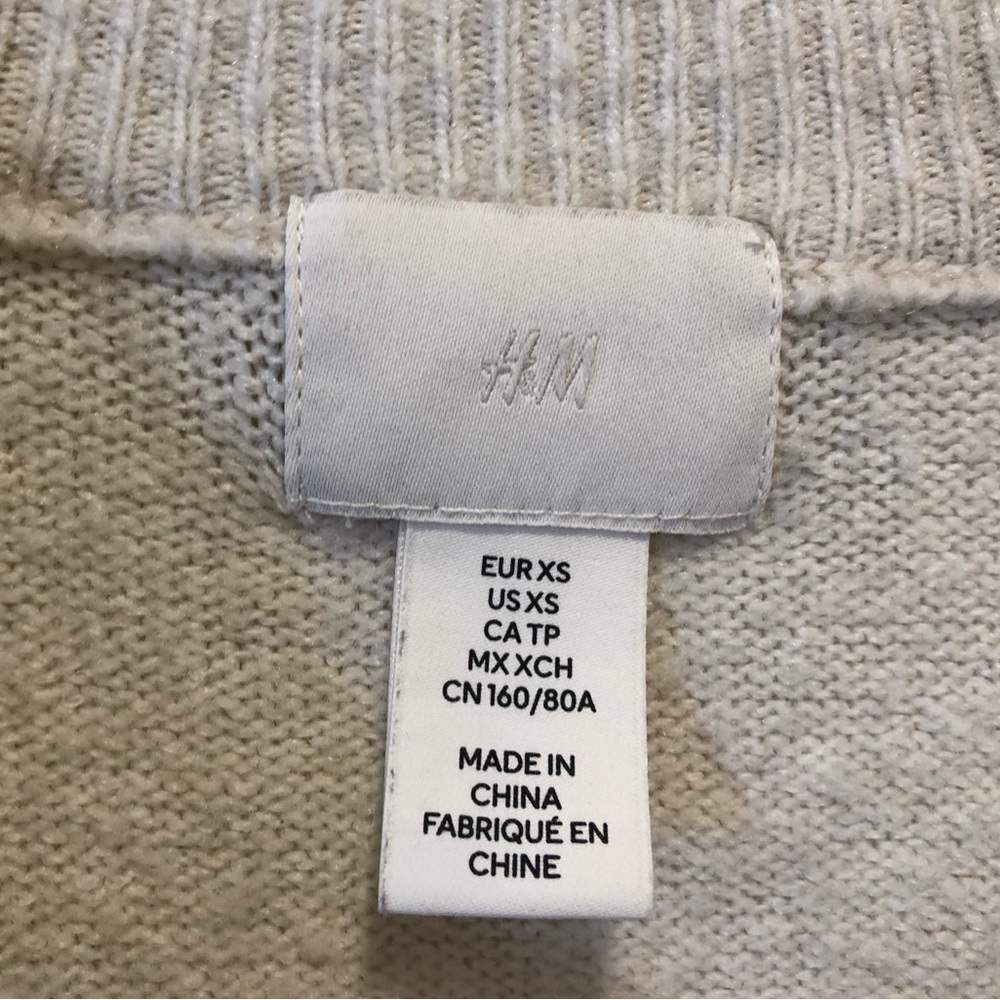 H&M
EUR XS
US XS
CA TP
MX XCH
CN 160/80A
MADE IN
CHINA
FABRIQUÉ EN
CHINE